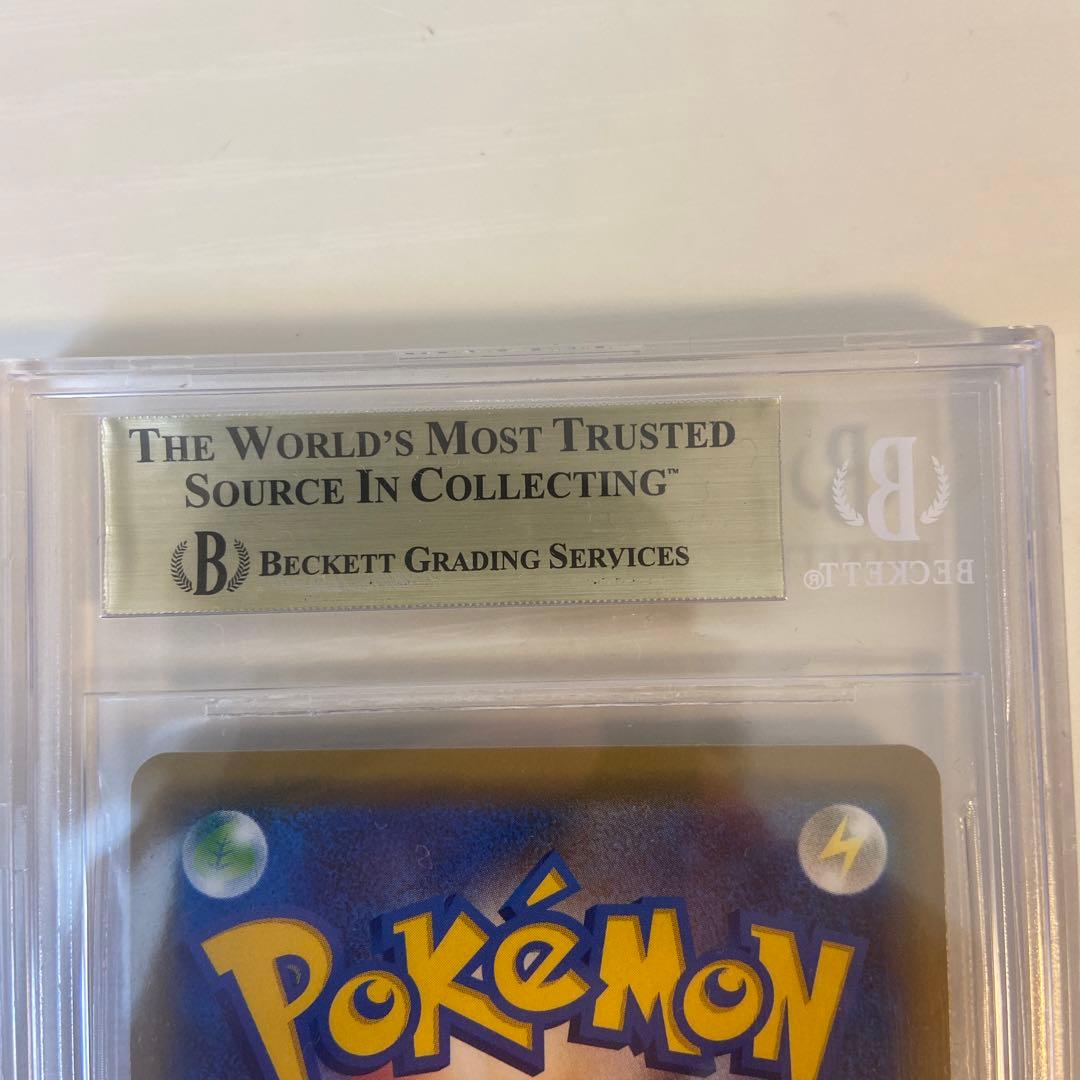 THE WORLD'S MOST TRUSTED
SOURCE IN COLLECTING™
B BECKETT GRADING SERVICES
B
BECKETT®
POKÉMON